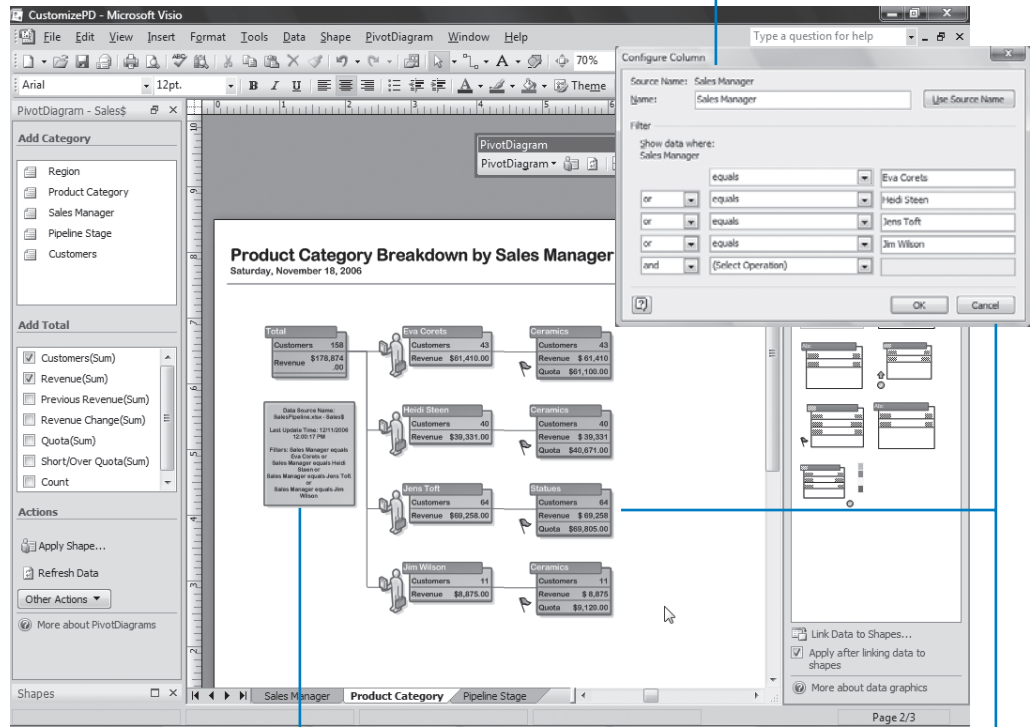 CustomizePD - Microsoft Visio
File Edit View Insert Format Tools Data Shape PivotDiagram Window Help
Type a question for help
70%
Arial 12pt. B I U Theme
PivotDiagram - Sales$
Add Category
Region
Product Category
Sales Manager
Pipeline Stage
Customers
Add Total
Customers(Sum)
Revenue(Sum)
Previous Revenue(Sum)
Revenue Change(Sum)
Quota(Sum)
Short/Over Quota(Sum)
Count
Actions
Apply Shape...
Refresh Data
Other Actions
More about PivotDiagrams
Shapes
PivotDiagram
PivotDiagram
Product Category Breakdown by Sales Manager
Saturday, November 18, 2006
Total
Customers 158
Revenue $178,874
.00
Data Source Name:
SalesPipeline.xlsx - Sales$
Last Update Time: 12/11/2006
12:00:17 PM
Filters: Sales Manager equals
Eva Corets or
Sales Manager equals Heidi
Steen or
Sales Manager equals Jens Toft
or
Sales Manager equals Jim
Wilson
Eva Corets
Customers 43
Revenue $61,410.00
Ceramics
Customers 43
Revenue $ 61,410
Quota $61,100.00
Heidi Steen
Customers 40
Revenue $39,331.00
Ceramics
Customers 40
Revenue $ 39,331
Quota $40,671.00
Jens Toft
Customers 64
Revenue $69,258.00
Statues
Customers 64
Revenue $ 69,258
Quota $69,805.00
Jim Wilson
Customers 11
Revenue $8,875.00
Ceramics
Customers 11
Revenue $ 8,875
Quota $9,120.00
Sales Manager Product Category Pipeline Stage
Configure Column
Source Name: Sales Manager
Name: Sales Manager Use Source Name
Filter
Show data where:
Sales Manager
equals Eva Corets
or equals Heidi Steen
or equals Jens Toft
or equals Jim Wilson
and (Select Operation)
OK Cancel
Link Data to Shapes...
Apply after linking data to
shapes
More about data graphics
Page 2/3